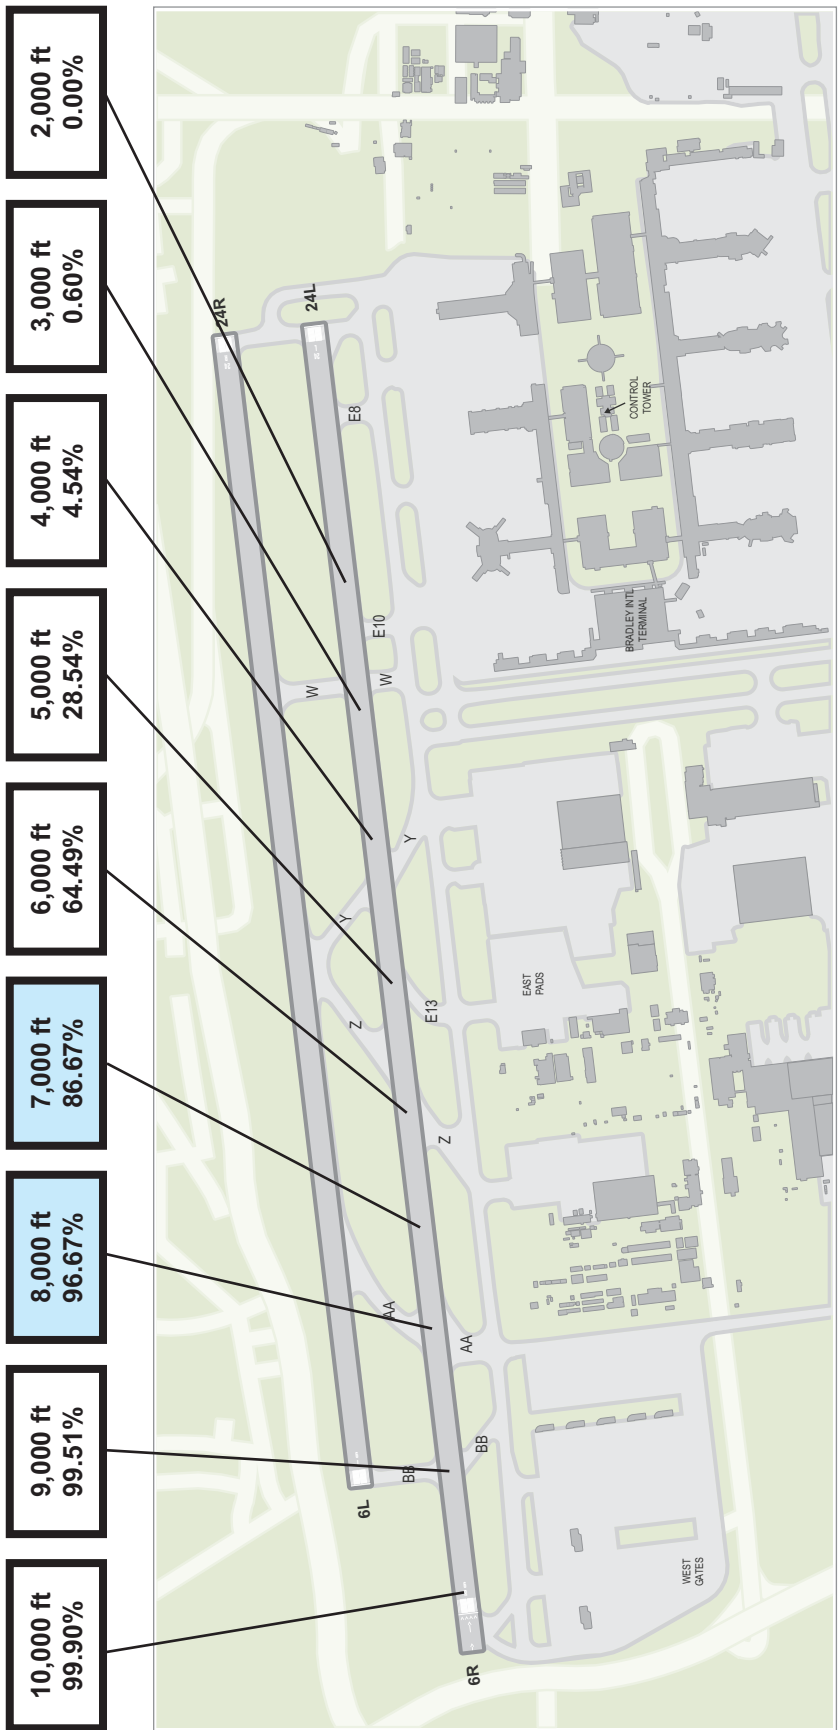 10,000 ft
99.90%
9,000 ft
99.51%
8,000 ft
96.67%
7,000 ft
86.67%
6,000 ft
64.49%
5,000 ft
28.54%
4,000 ft
4.54%
3,000 ft
0.60%
2,000 ft
0.00%
24R
24L
6L
6R
E8
E10
W
W
Y
Y
E13
Z
Z
AA
AA
BB
BB
CONTROL
TOWER
BRADLEY INTL
TERMINAL
EAST
PADS
WEST
GATES